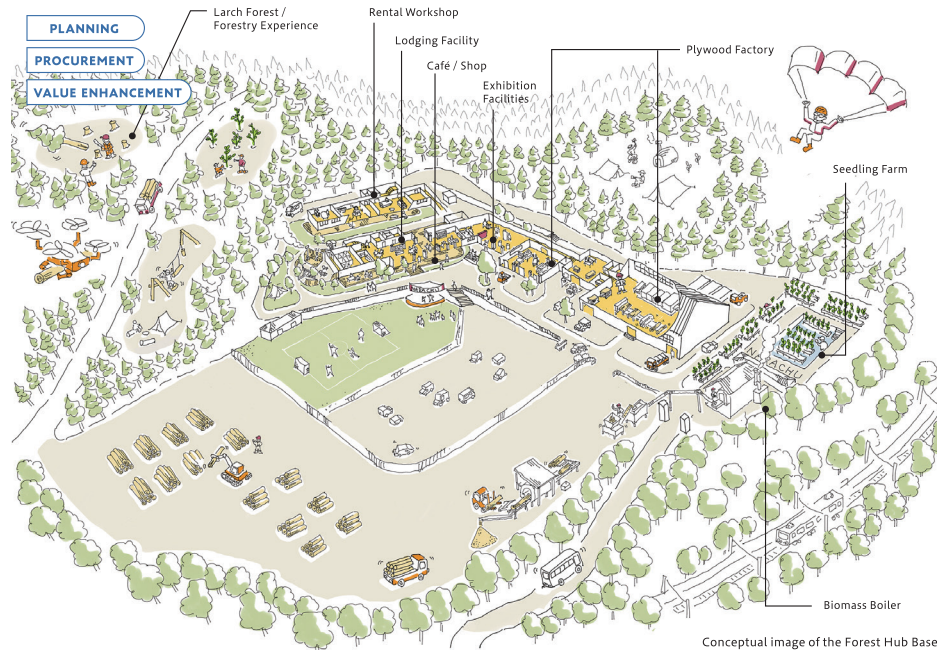 PLANNING
PROCUREMENT
VALUE ENHANCEMENT
Larch Forest /
Forestry Experience
Rental Workshop
Lodging Facility
Café / Shop
Exhibition
Facilities
Plywood Factory
Seedling Farm
Biomass Boiler
Conceptual image of the Forest Hub Base